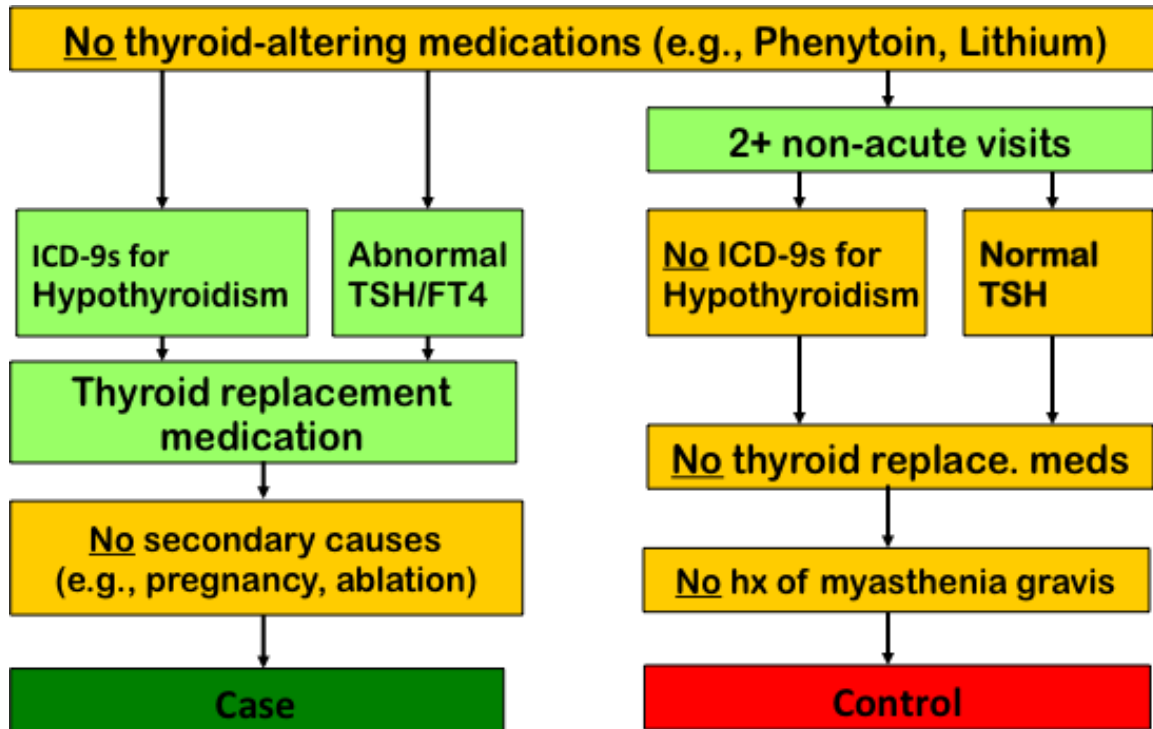 No thyroid-altering medications (e.g., Phenytoin, Lithium)
2+ non-acute visits
ICD-9s for
Hypothyroidism
Abnormal
TSH/FT4
No ICD-9s for
Hypothyroidism
Normal
TSH
Thyroid replacement
medication
No thyroid replace. meds
No secondary causes
(e.g., pregnancy, ablation)
No hx of myasthenia gravis
Case
Control